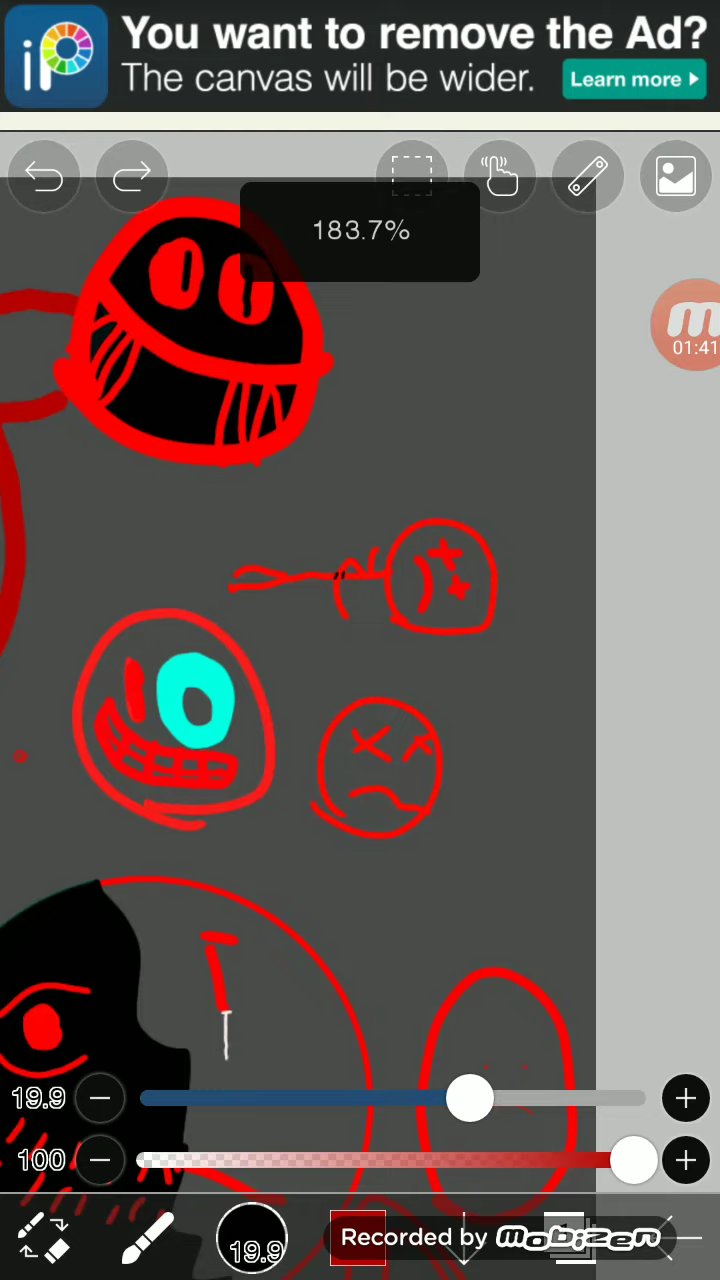 iP
You want to remove the Ad?
The canvas will be wider.
Learn more
183.7%
01:41
19.9
100
19.9
Recorded by mobizen